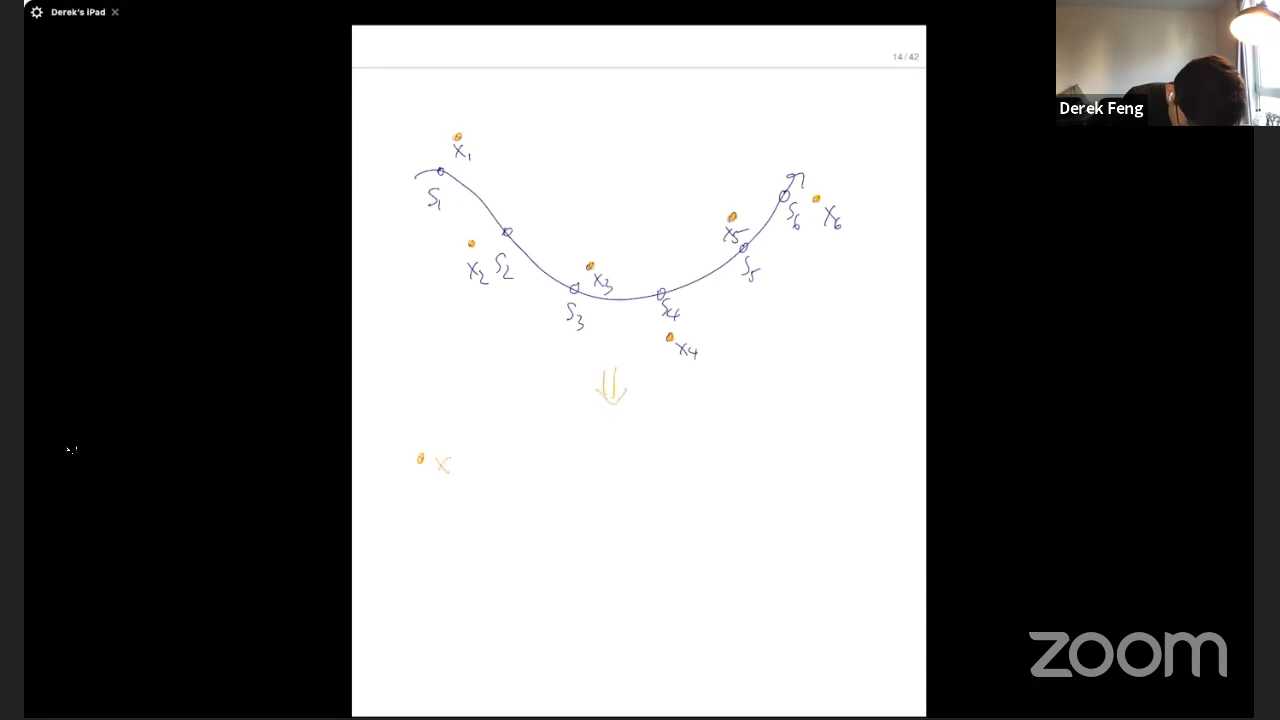 Derek's iPad
14/42
Derek Feng
x1
S1
x2
S2
x3
S3
S4
x4
x5
S5
S6
x6
x
zoom